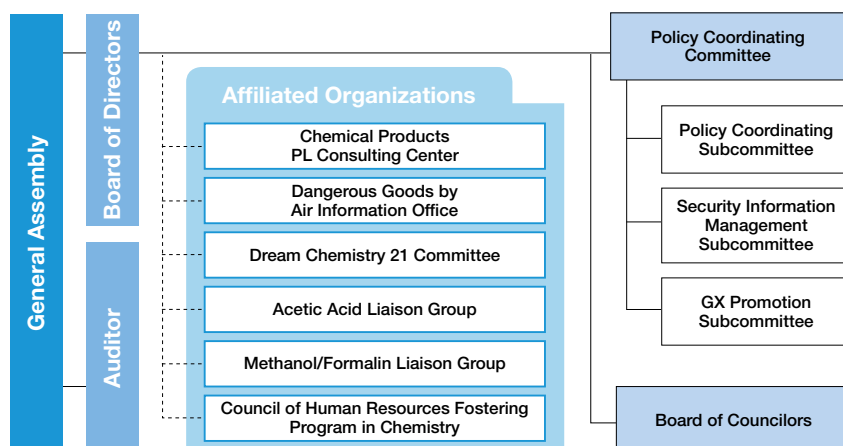 General Assembly
Board of Directors
Auditor
Affiliated Organizations
Chemical Products
PL Consulting Center
Dangerous Goods by
Air Information Office
Dream Chemistry 21 Committee
Acetic Acid Liaison Group
Methanol/Formalin Liaison Group
Council of Human Resources Fostering
Program in Chemistry
Policy Coordinating
Committee
Policy Coordinating
Subcommittee
Security Information
Management
Subcommittee
GX Promotion
Subcommittee
Board of Councilors